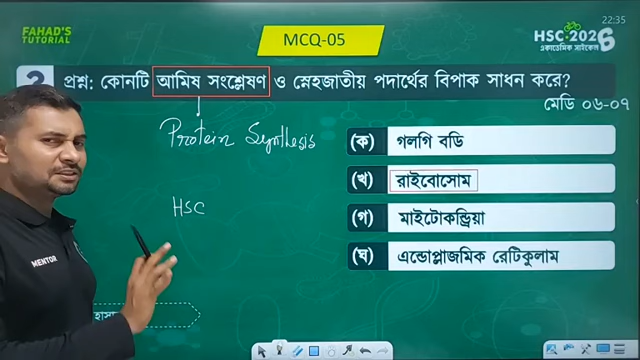 FAHAD'S
TUTORIAL
MCQ-05
22:35
HSC 2026
একাডেমিক সাইকেল
প্রশ্ন: কোনটি আমিষ সংশ্লেষণ ও স্নেহজাতীয় পদার্থের বিপাক সাধন করে?
মেডি ০৬-০৭
Protein Synthesis
(ক) গলগি বডি
HSC
(খ) রাইবোসোম
(গ) মাইটোকন্ড্রিয়া
(ঘ) এন্ডোপ্লাজমিক রেটিকুলাম
FAHAD'S
MENTOR
হাসা